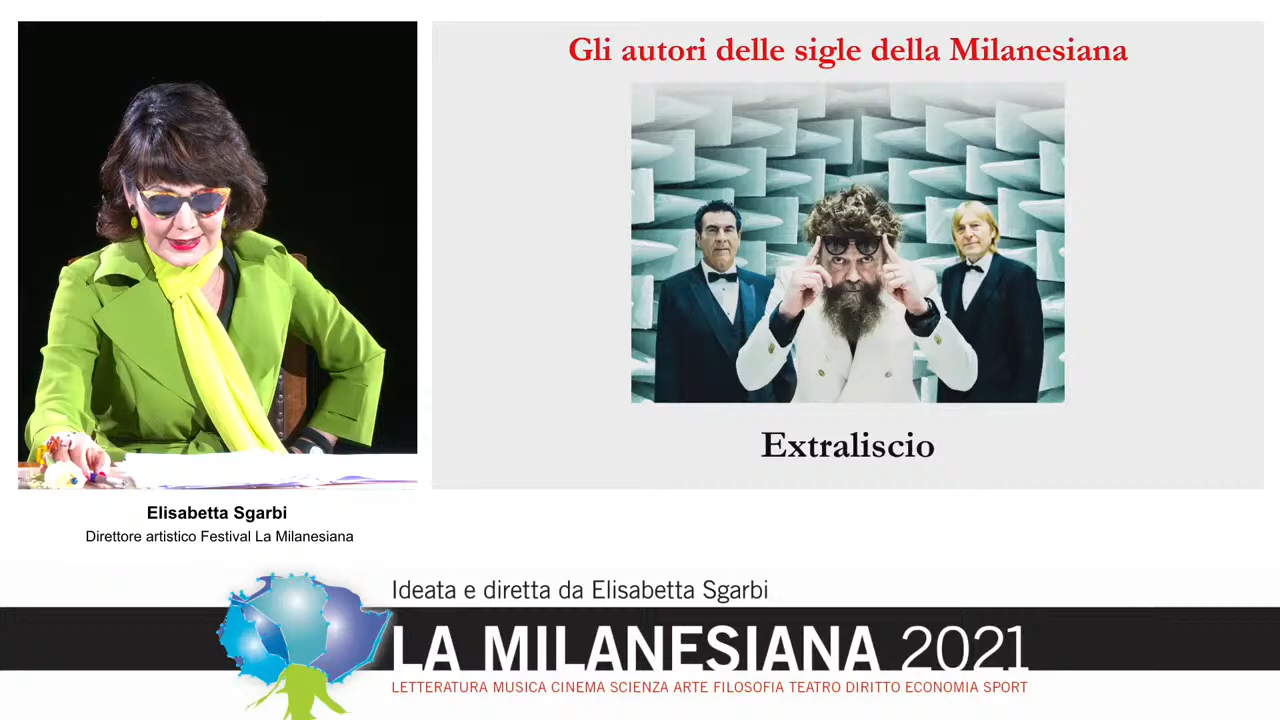 Gli autori delle sigle della Milanesiana
Extraliscio
Elisabetta Sgarbi
Direttore artistico Festival La Milanesiana
Ideata e diretta da Elisabetta Sgarbi
LA MILANESIANA 2021
LETTERATURA MUSICA CINEMA SCIENZA ARTE FILOSOFIA TEATRO DIRITTO ECONOMIA SPORT